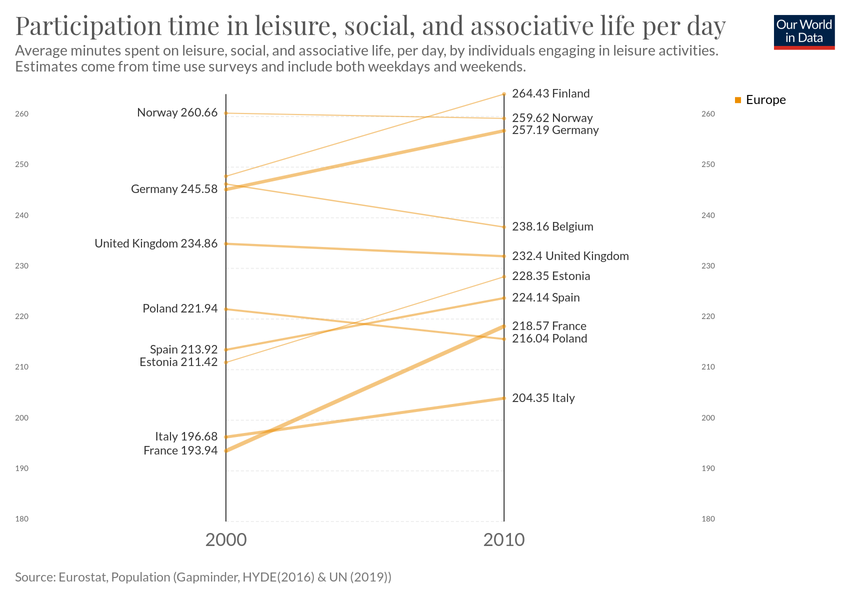 Participation time in leisure, social, and associative life per day
Average minutes spent on leisure, social, and associative life, per day, by individuals engaging in leisure activities.
Estimates come from time use surveys and include both weekdays and weekends.
Our World
in Data
264.43 Finland
Europe
Norway 260.66
260
259.62 Norway
260
257.19 Germany
250
250
Germany 245.58
240
240
238.16 Belgium
United Kingdom 234.86
232.4 United Kingdom
230
230
228.35 Estonia
224.14 Spain
Poland 221.94
220
220
218.57 France
216.04 Poland
Spain 213.92
Estonia 211.42
210
210
204.35 Italy
200
200
Italy 196.68
France 193.94
190
190
180
180
2000
2010
Source: Eurostat, Population (Gapminder, HYDE(2016) & UN (2019))